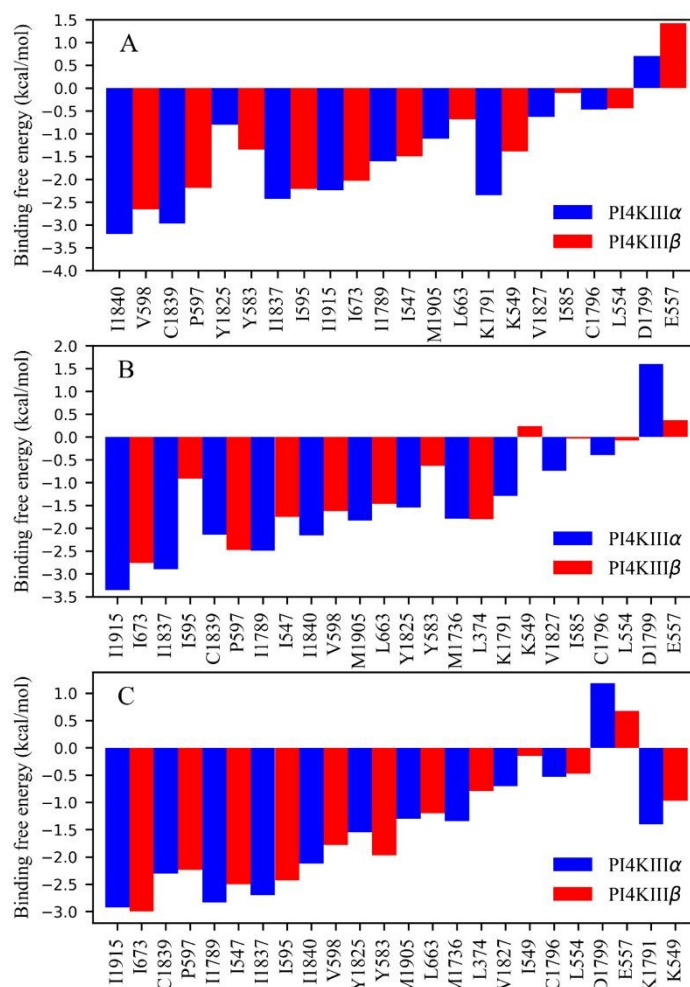 A
Binding free energy (kcal/mol)
1.5
1.0
0.5
0.0
−0.5
−1.0
−1.5
−2.0
−2.5
−3.0
−3.5
−4.0
PI4KIIIα
PI4KIIIβ
I1840
V598
C1839
P597
Y1825
Y583
I1837
I595
I1915
I673
I1789
I547
M1905
L663
K1791
K549
V1827
I585
C1796
L554
D1799
E557
B
Binding free energy (kcal/mol)
2.0
1.5
1.0
0.5
0.0
−0.5
−1.0
−1.5
−2.0
−2.5
−3.0
−3.5
PI4KIIIα
PI4KIIIβ
I1915
I673
I1837
I595
C1839
P597
I1789
I547
I1840
V598
M1905
L663
Y1825
Y583
M1736
L374
K1791
K549
V1827
I585
C1796
L554
D1799
E557
C
Binding free energy (kcal/mol)
1.0
0.5
0.0
−0.5
−1.0
−1.5
−2.0
−2.5
−3.0
PI4KIIIα
PI4KIIIβ
I1915
I673
C1839
P597
I1789
I547
I1837
I595
I1840
V598
Y1825
Y583
M1905
L663
M1736
L374
V1827
I549
C1796
L554
D1799
E557
K1791
K549